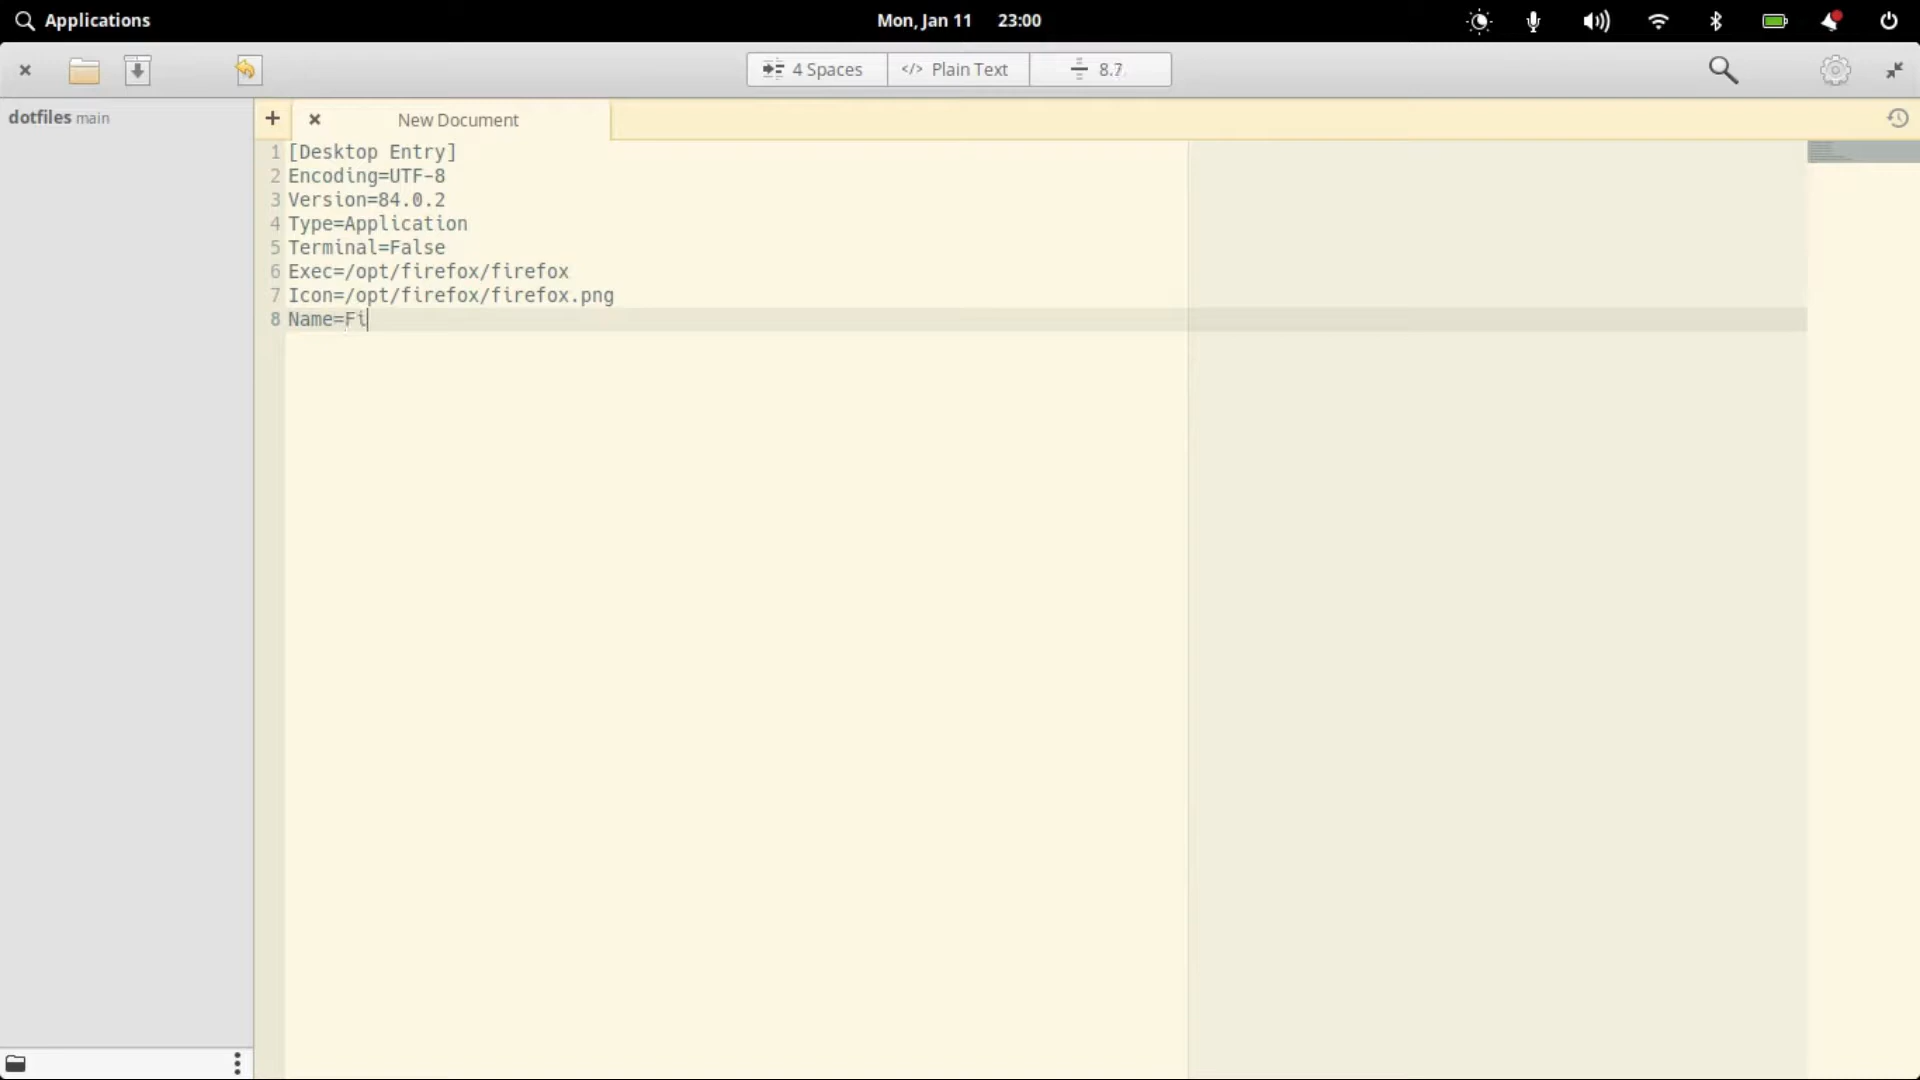 Applications
Mon, Jan 11 23:00
4 Spaces
</> Plain Text
8.7
dotfiles main
New Document
1 [Desktop Entry]
2 Encoding=UTF-8
3 Version=84.0.2
4 Type=Application
5 Terminal=False
6 Exec=/opt/firefox/firefox
7 Icon=/opt/firefox/firefox.png
8 Name=Fi